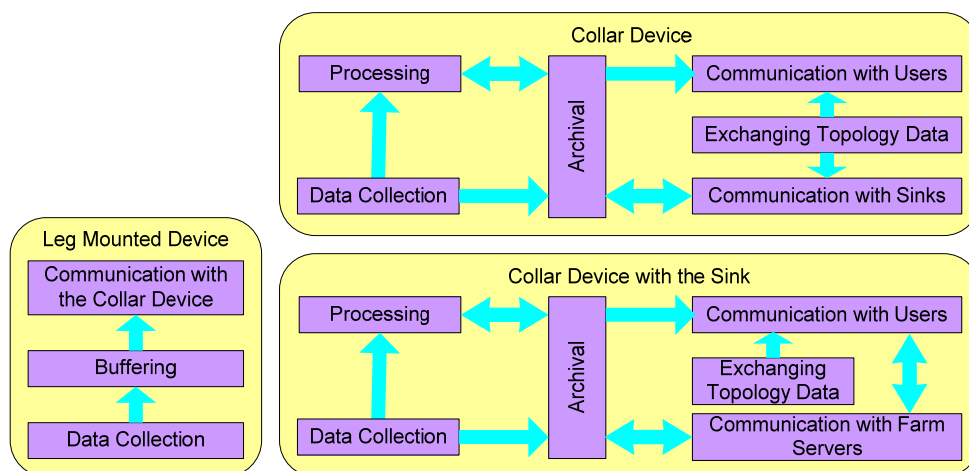 Collar Device
Processing
Communication with Users
Archival
Exchanging Topology Data
Data Collection
Communication with Sinks
Leg Mounted Device
Communication with
the Collar Device
Buffering
Data Collection
Collar Device with the Sink
Processing
Communication with Users
Archival
Exchanging
Topology Data
Data Collection
Communication with Farm
Servers